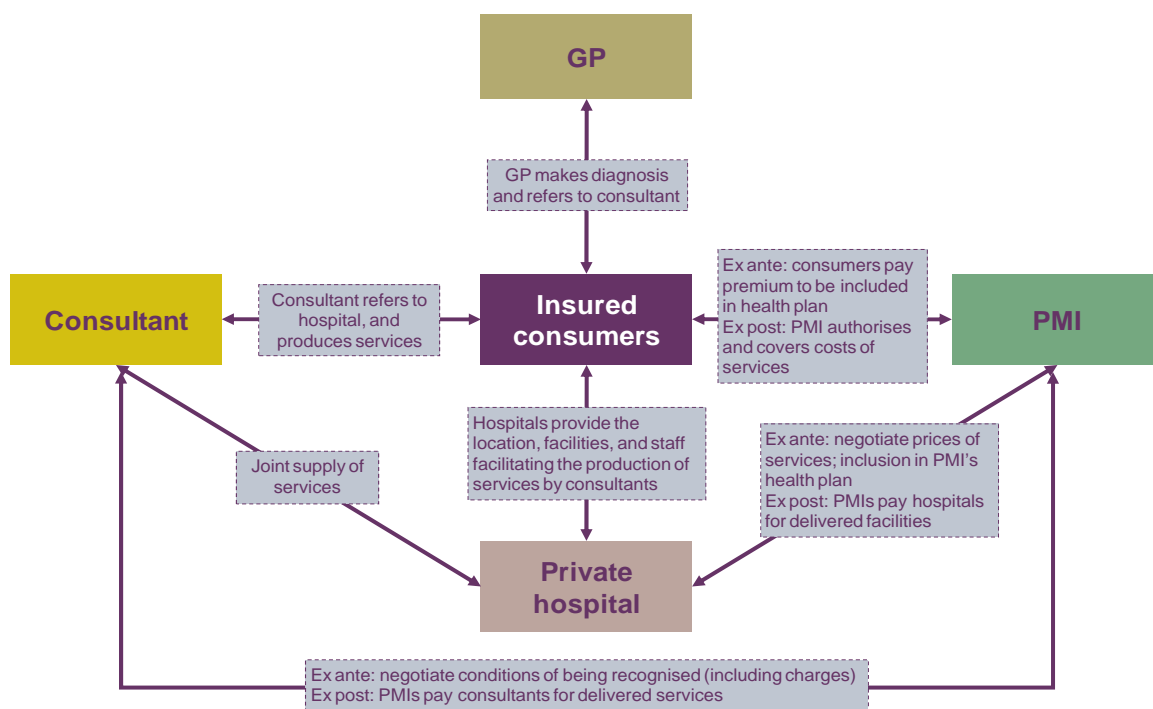 GP
GP makes diagnosis
and refers to consultant
Consultant
Consultant refers to
hospital, and
produces services
Insured
consumers
Ex ante: consumers pay
premium to be included
in health plan
Ex post: PMI authorises
and covers costs of
services
PMI
Joint supply of
services
Hospitals provide the
location, facilities, and staff
facilitating the production of
services by consultants
Ex ante: negotiate prices of
services; inclusion in PMI's
health plan
Ex post: PMIs pay hospitals
for delivered facilities
Private
hospital
Ex ante: negotiate conditions of being recognised (including charges)
Ex post: PMIs pay consultants for delivered services